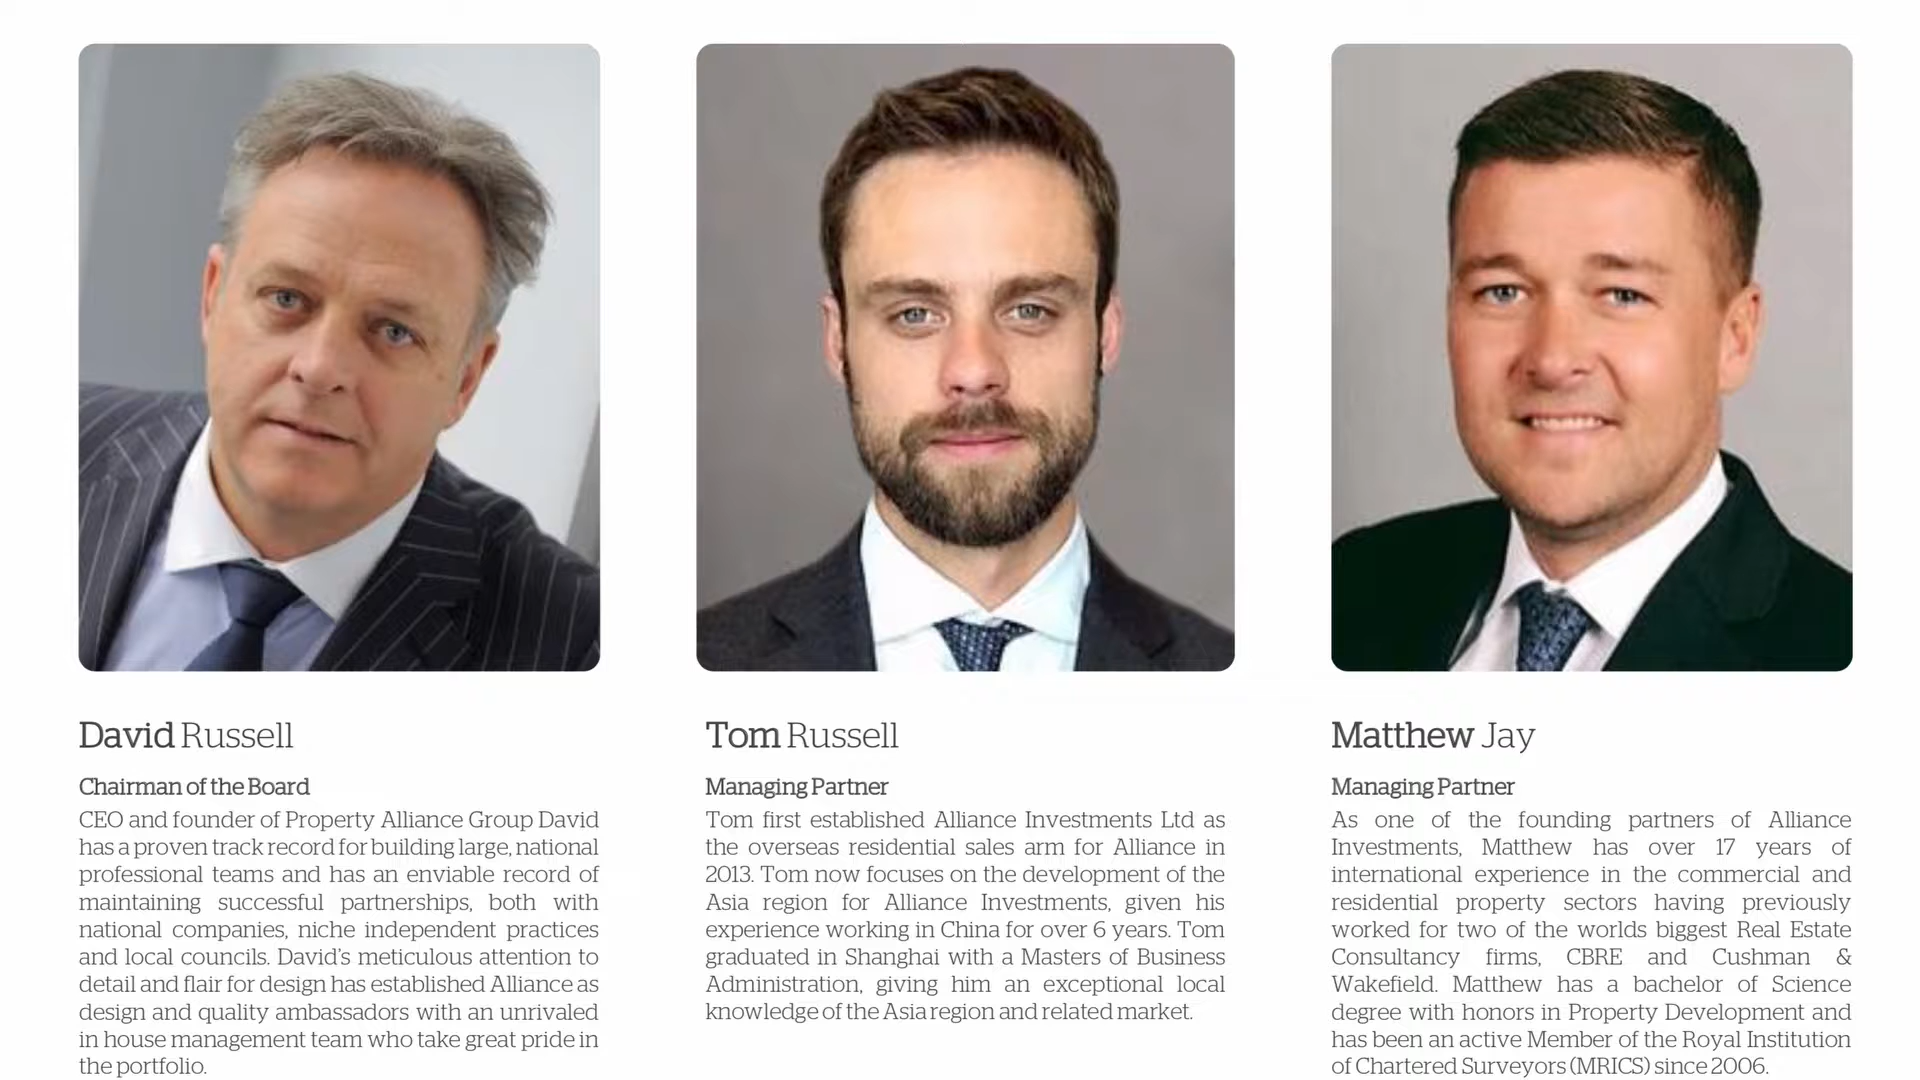 David Russell
Chairman of the Board
CEO and founder of Property Alliance Group David
has a proven track record for building large, national
professional teams and has an enviable record of
maintaining successful partnerships, both with
national companies, niche independent practices
and local councils. David's meticulous attention to
detail and flair for design has established Alliance as
design and quality ambassadors with an unrivaled
in house management team who take great pride in
the portfolio.
Tom Russell
Managing Partner
Tom first established Alliance Investments Ltd as
the overseas residential sales arm for Alliance in
2013. Tom now focuses on the development of the
Asia region for Alliance Investments, given his
experience working in China for over 6 years. Tom
graduated in Shanghai with a Masters of Business
Administration, giving him an exceptional local
knowledge of the Asia region and related market.
Matthew Jay
Managing Partner
As one of the founding partners of Alliance
Investments, Matthew has over 17 years of
international experience in the commercial and
residential property sectors having previously
worked for two of the worlds biggest Real Estate
Consultancy firms, CBRE and Cushman &
Wakefield. Matthew has a bachelor of Science
degree with honors in Property Development and
has been an active Member of the Royal Institution
of Chartered Surveyors (MRICS) since 2006.